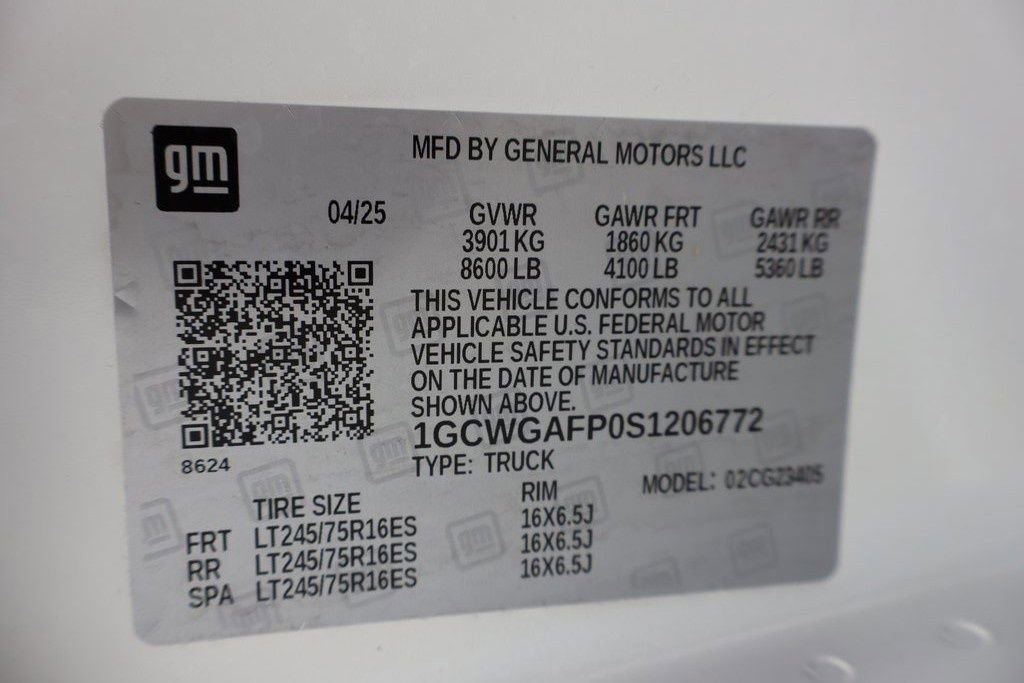 gm
MFD BY GENERAL MOTORS LLC
04/25 GVWR GAWR FRT GAWR RR
3901 KG 1860 KG 2431 KG
8600 LB 4100 LB 5360 LB
THIS VEHICLE CONFORMS TO ALL
APPLICABLE U.S. FEDERAL MOTOR
VEHICLE SAFETY STANDARDS IN EFFECT
ON THE DATE OF MANUFACTURE
SHOWN ABOVE.
1GCWGAFP0S1206772
8624
TYPE: TRUCK
MODEL: 02CG23405
TIRE SIZE RIM
FRT LT245/75R16ES 16X6.5J
RR LT245/75R16ES 16X6.5J
SPA LT245/75R16ES 16X6.5J